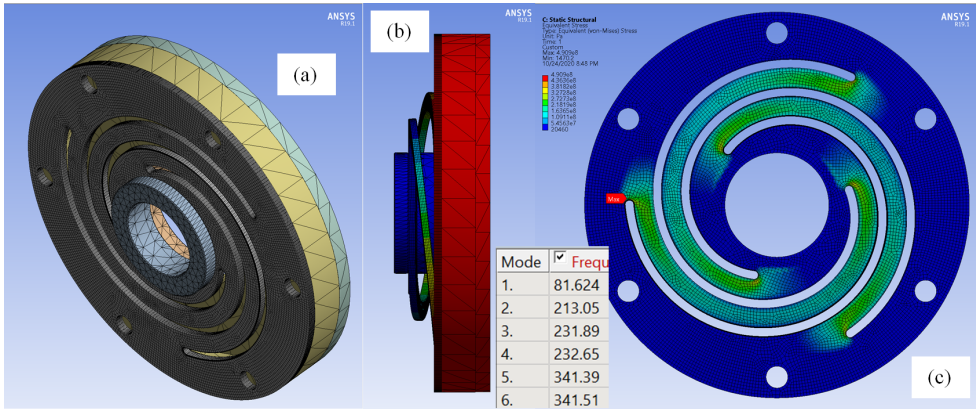 ANSYS
R19.1
(a)
(b)
ANSYS
R19.1
C: Static Structural
Equivalent Stress
Type: Equivalent (von-Mises) Stress
Unit: Pa
Time: 1
Custom
Max: 4.909e8
Min: 1470.2
10/24/2020 8:48 PM
4.909e8
4.3636e8
3.8182e8
3.2728e8
2.7273e8
2.1819e8
1.6365e8
1.0911e8
5.4563e7
20460
ANSYS
R19.1
Max
Mode Frequ
1. 81.624
2. 213.05
3. 231.89
4. 232.65
5. 341.39
6. 341.51
(c)